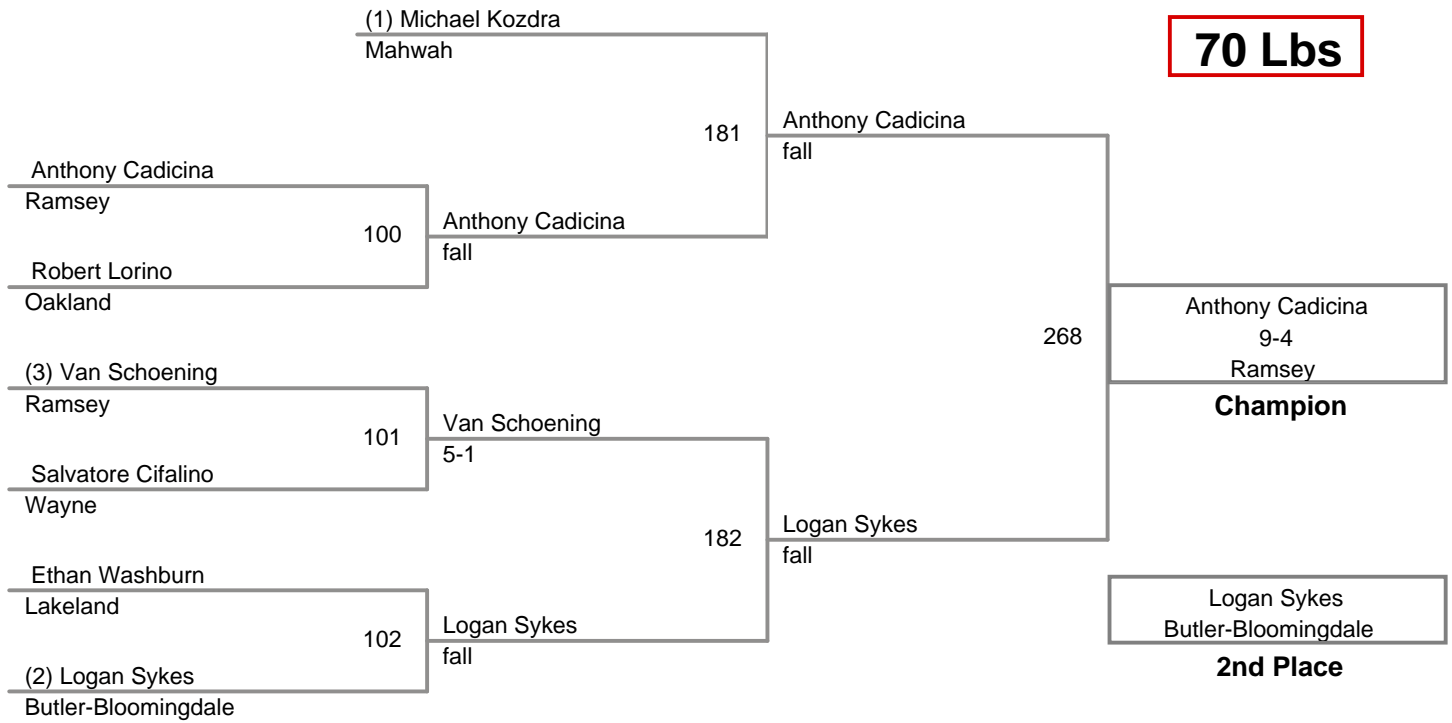 (1) Michael Kozdra
Mahwah
70 Lbs
181
Anthony Cadicina
fall
Anthony Cadicina
Ramsey
100
Anthony Cadicina
fall
Robert Lorino
Oakland
268
Anthony Cadicina
9-4
Ramsey
Champion
(3) Van Schoening
Ramsey
101
Van Schoening
5-1
Salvatore Cifalino
Wayne
182
Logan Sykes
fall
Ethan Washburn
Lakeland
102
Logan Sykes
fall
(2) Logan Sykes
Butler-Bloomingdale
Logan Sykes
Butler-Bloomingdale
2nd Place